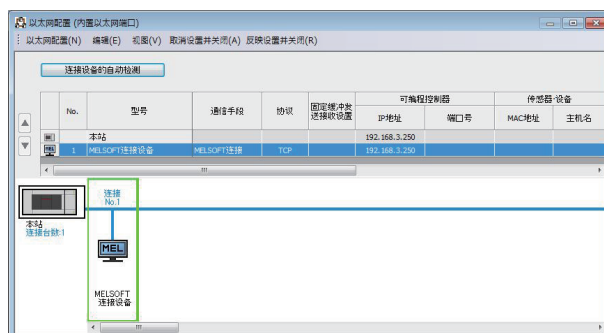 以太网配置 (内置以太网端口)
以太网配置(N) 编辑(E) 视图(V) 取消设置并关闭(A) 反映设置并关闭(R)
连接设备的自动检测
No. 型号 通信手段 协议 固定缓冲发送接收设置 可编程控制器 传感器·设备
IP地址 端口号 MAC地址 主机名
本站 192.168.3.250
1 MELSOFT连接设备 MELSOFT连接 TCP 192.168.3.250
连接
No.1
本站
连接台数:1
MEL
MELSOFT
连接设备